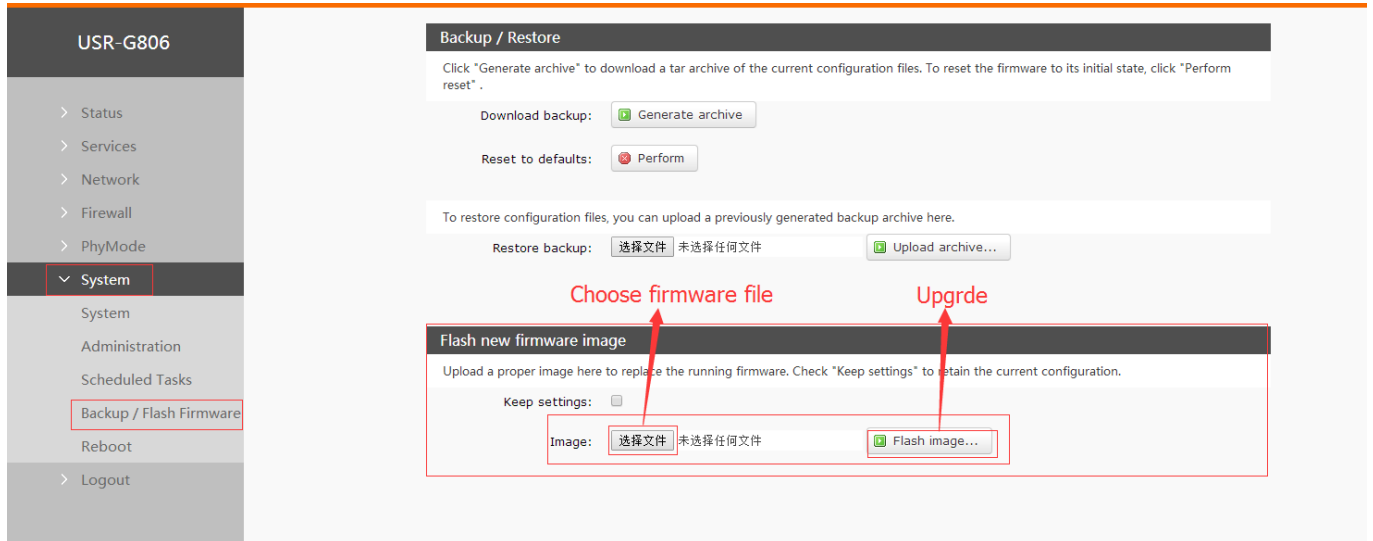 USR-G806
Status
Services
Network
Firewall
PhyMode
System
System
Administration
Scheduled Tasks
Backup / Flash Firmware
Reboot
Logout
Backup / Restore
Click "Generate archive" to download a tar archive of the current configuration files. To reset the firmware to its initial state, click "Perform
reset" .
Download backup: Generate archive
Reset to defaults: Perform
To restore configuration files, you can upload a previously generated backup archive here.
Restore backup: 选择文件 未选择任何文件 Upload archive...
Choose firmware file Upgrde
Flash new firmware image
Upload a proper image here to replace the running firmware. Check "Keep settings" to retain the current configuration.
Keep settings:
Image: 选择文件 未选择任何文件 Flash image...